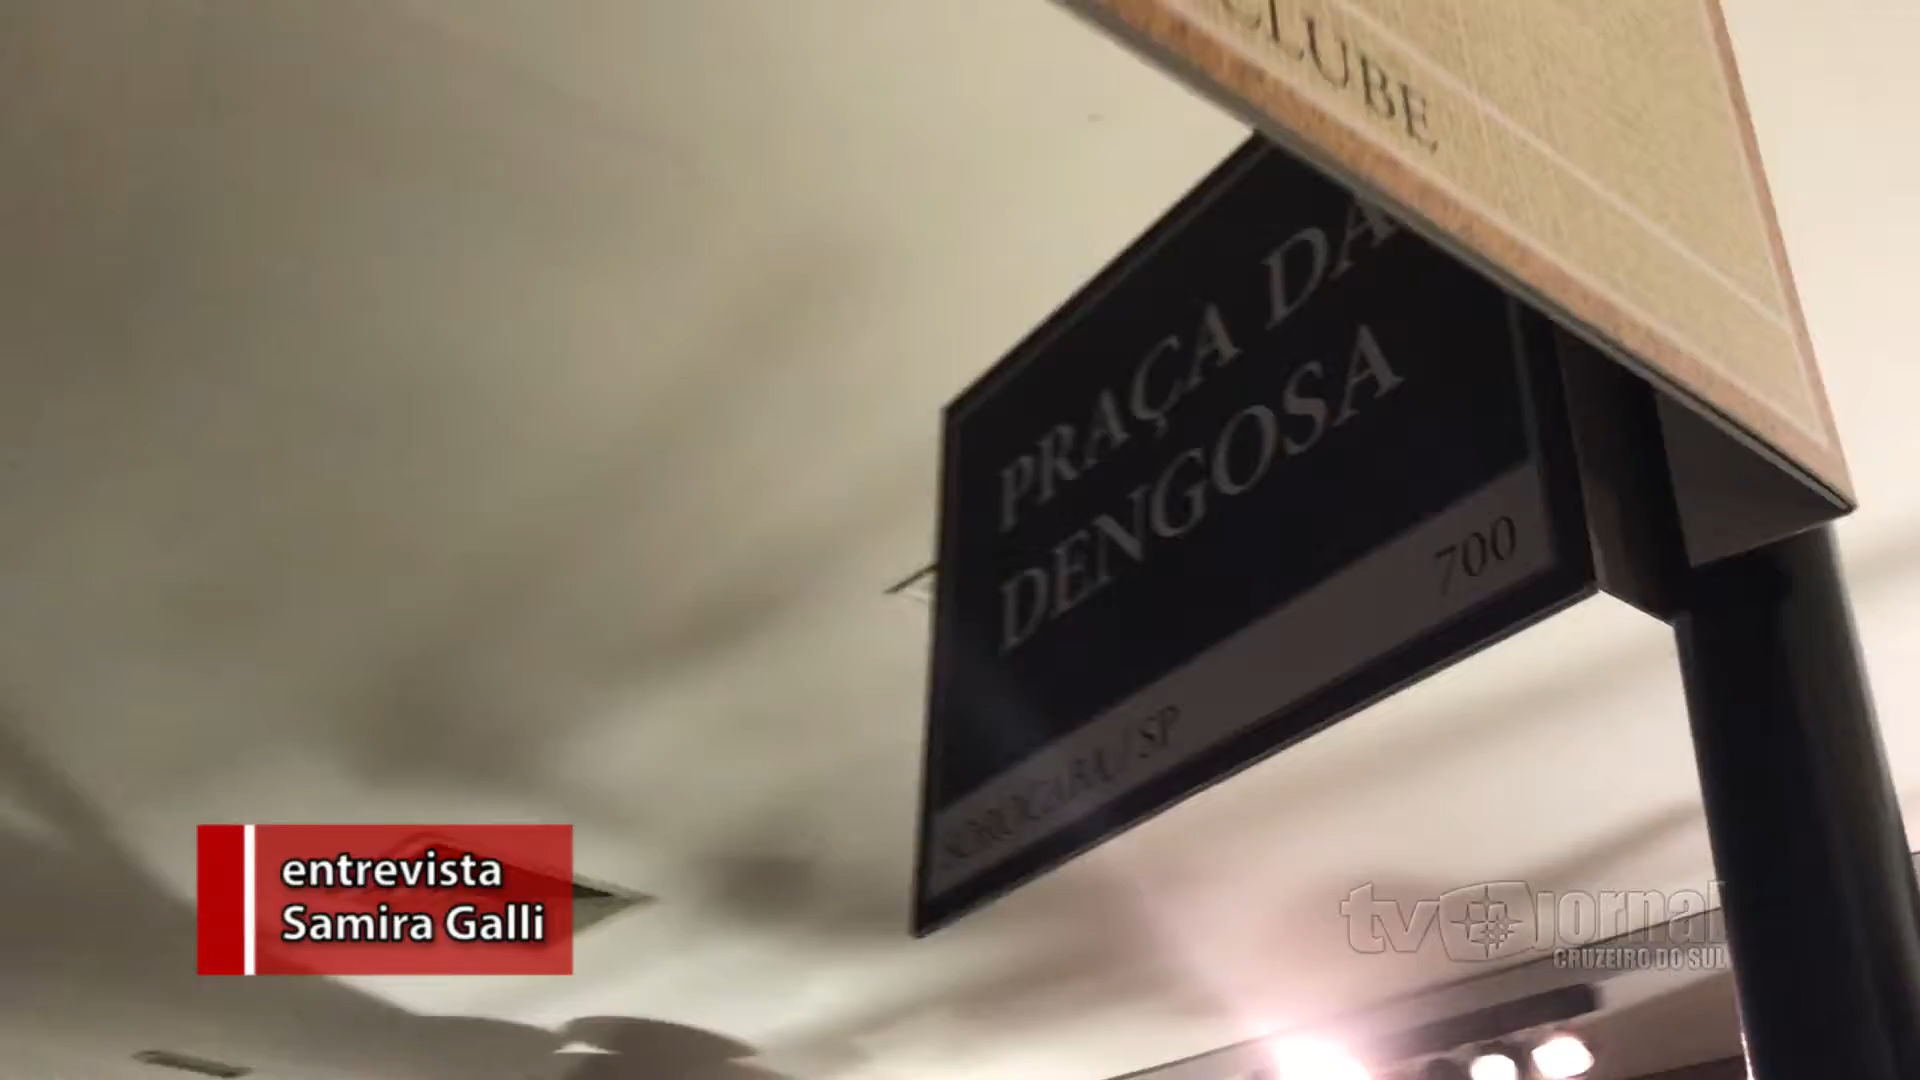 CLUBE
PRAÇA DA
DENGOSA
700
SOROCABA / SP
entrevista
Samira Galli
tv jornal
CRUZEIRO DO SUL